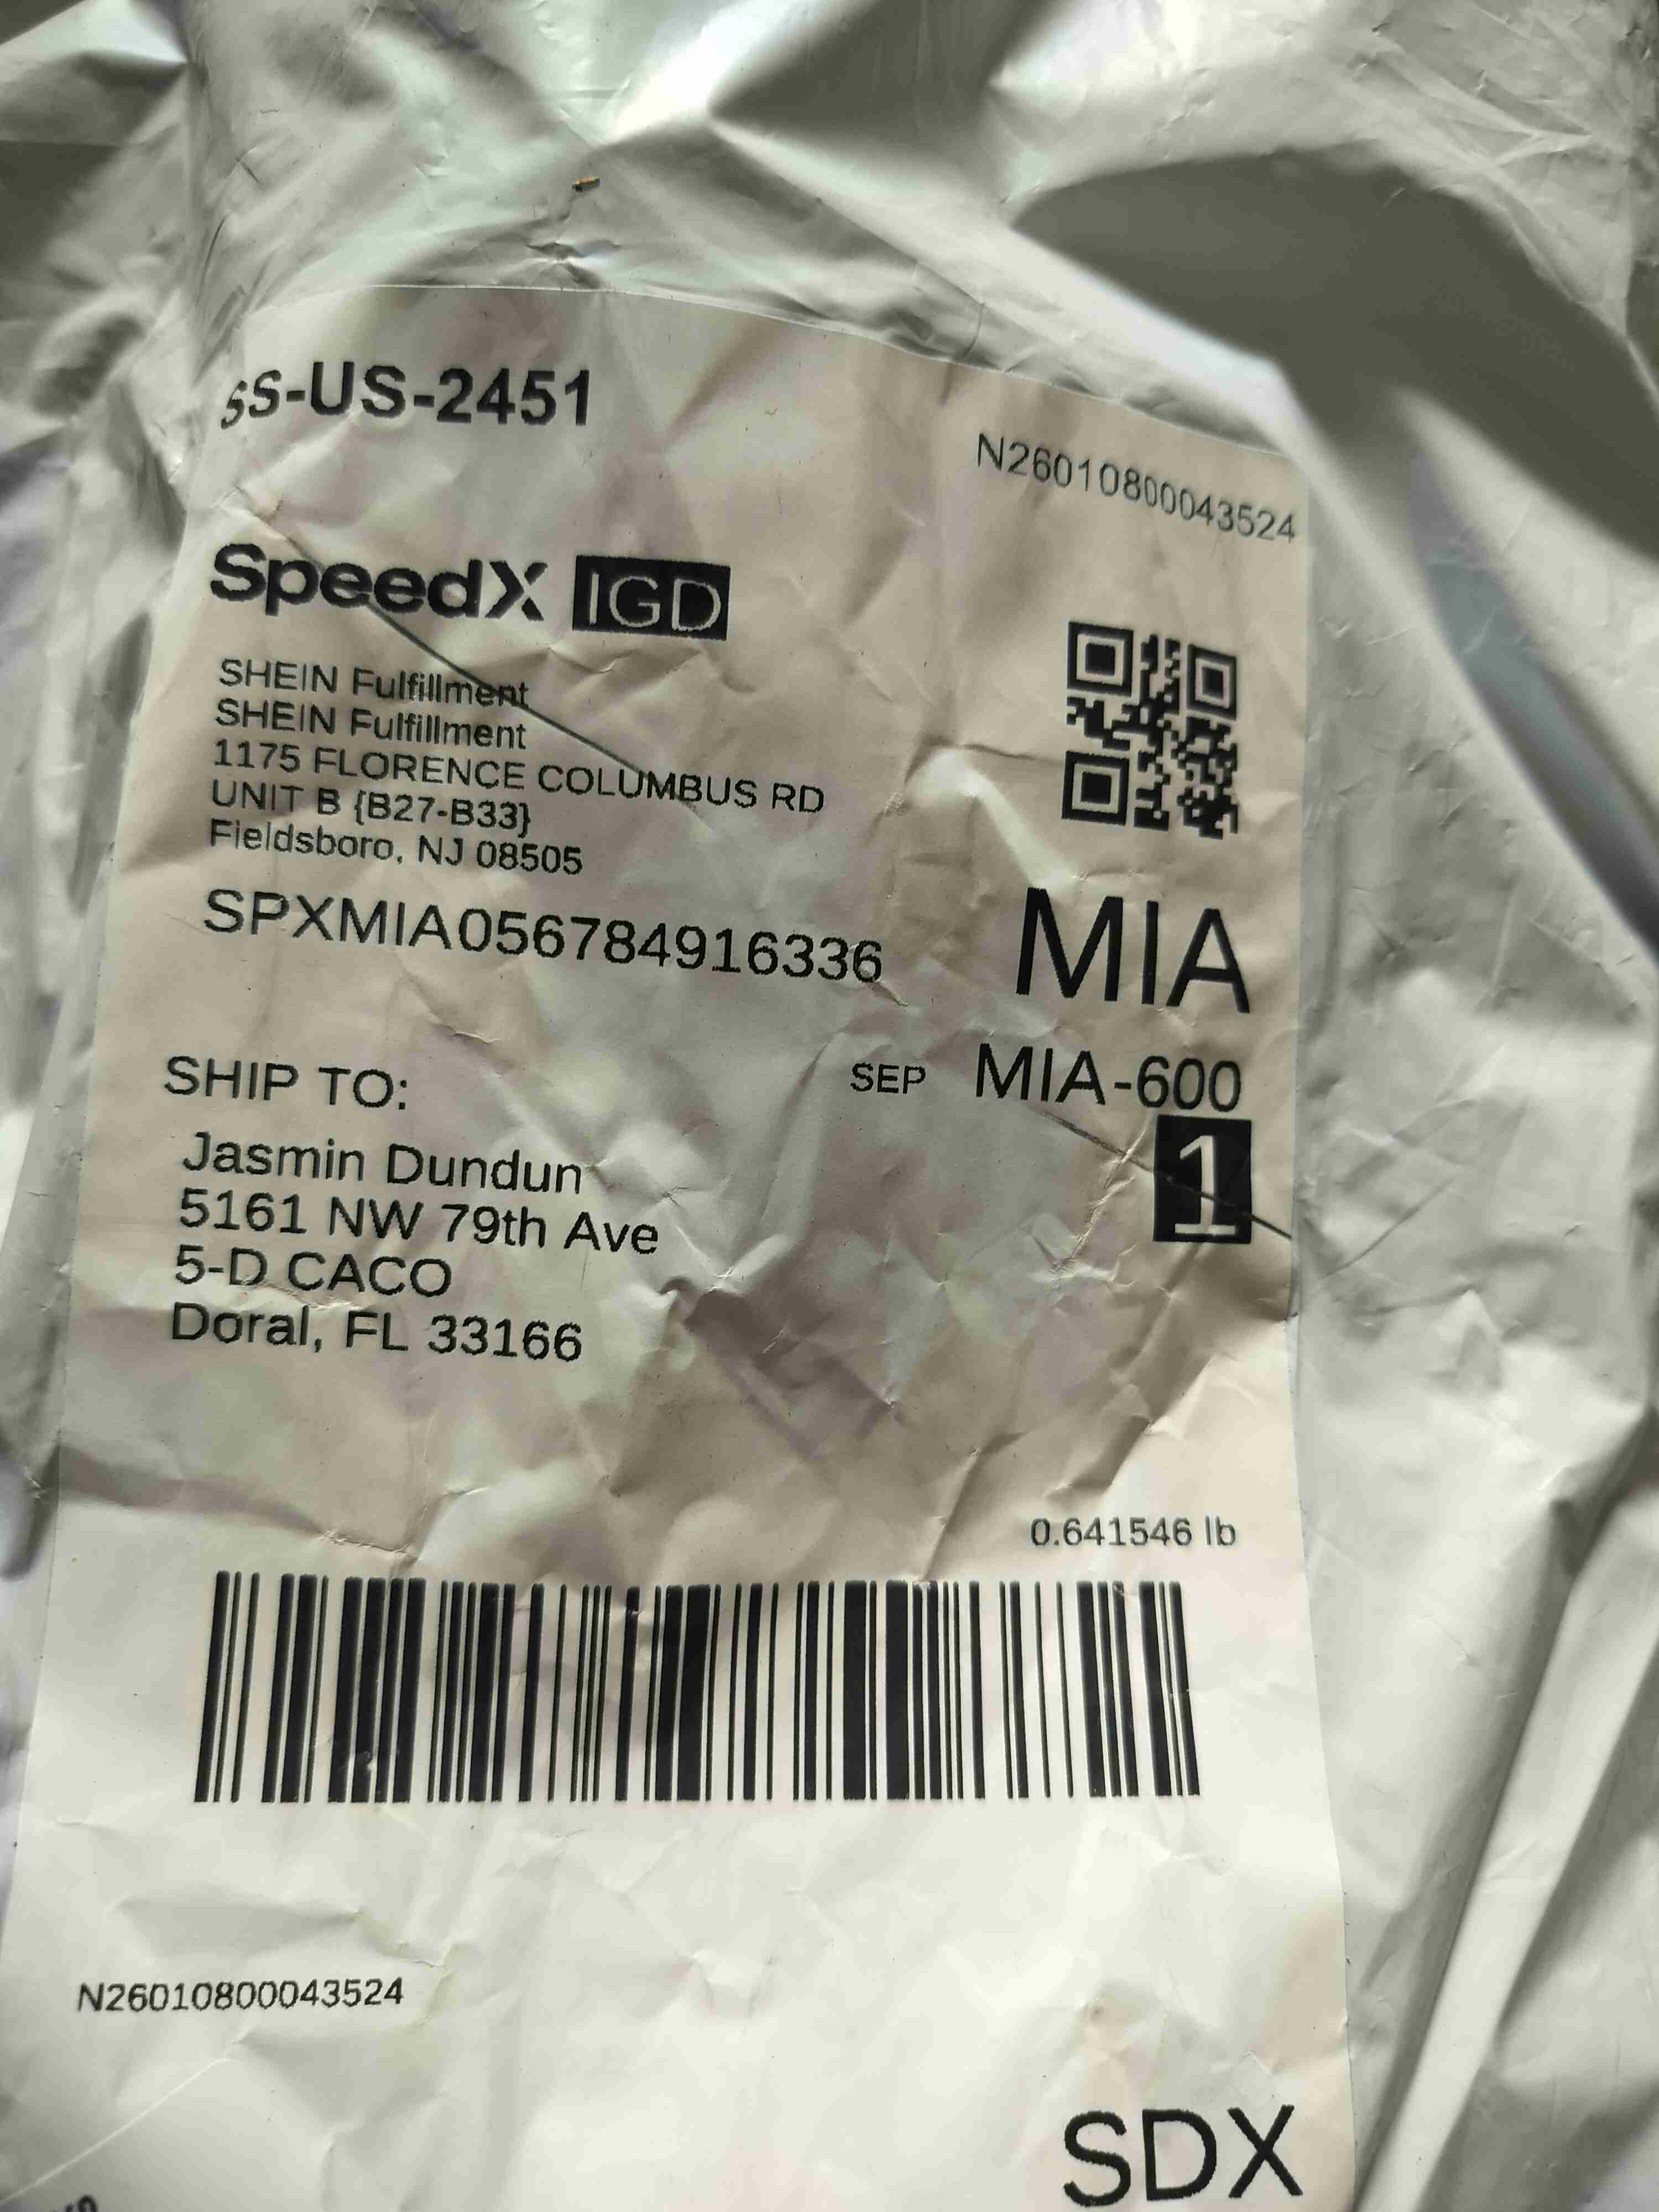 SS-US-2451
N26010800043524
SpeedX IGD
SHEIN Fulfillment
SHEIN Fulfillment
1175 FLORENCE COLUMBUS RD
UNIT B {B27-B33}
Fieldsboro, NJ 08505
SPXMIA056784916336
MIA
SEP MIA-600
1
SHIP TO:
Jasmin Dundun
5161 NW 79th Ave
5-D CACO
Doral, FL 33166
0.641546 lb
N26010800043524
SDX